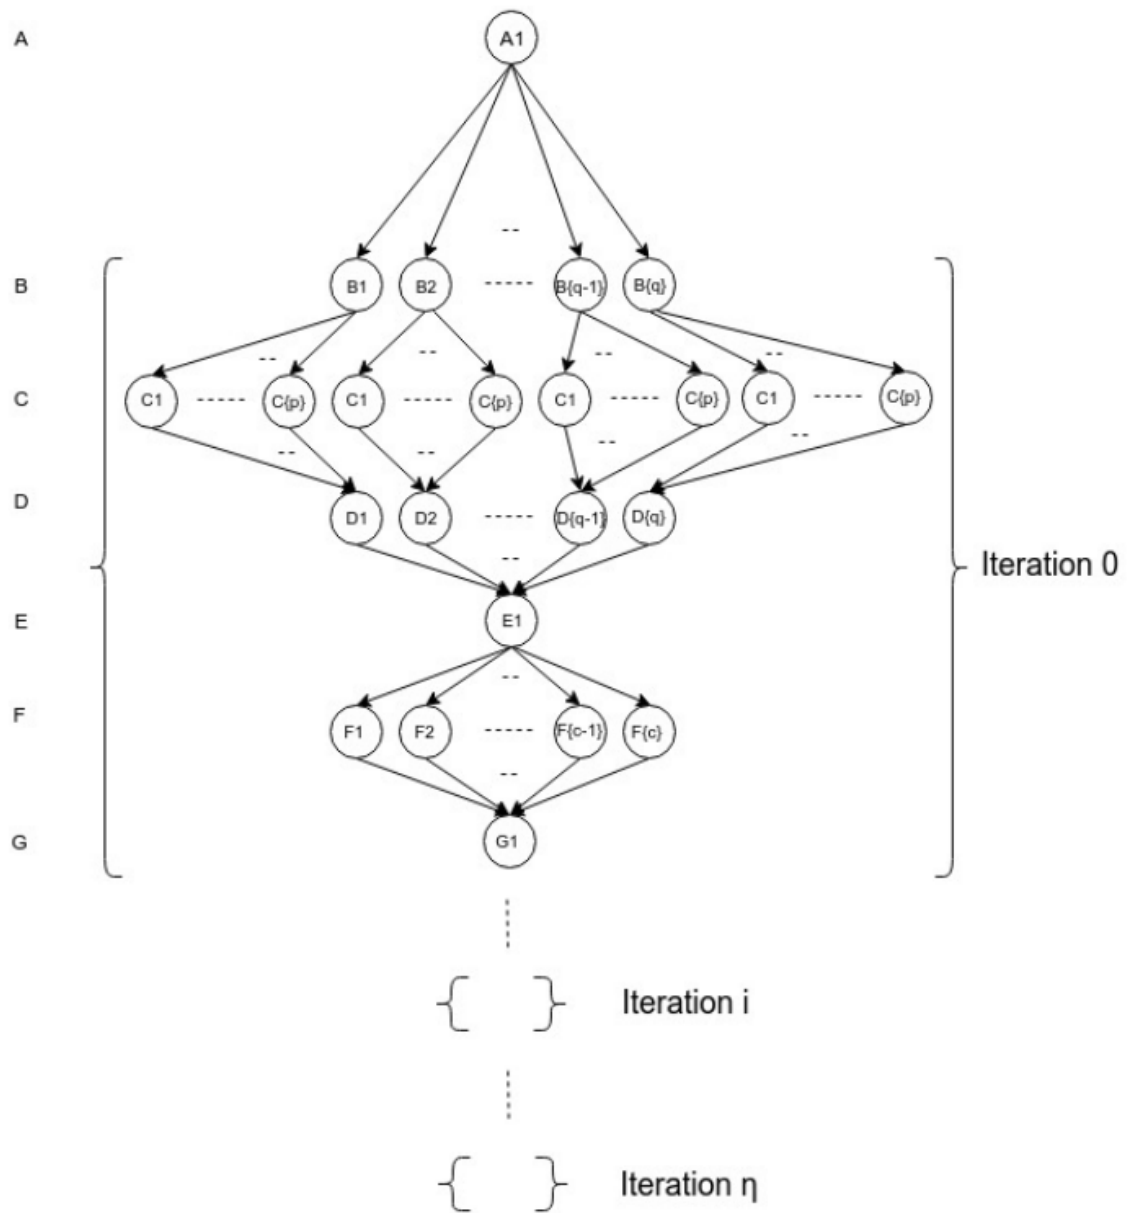 A A1
B B1 B2 B{q-1} B{q}
C C1 C{p} C1 C{p} C1 C{p} C1 C{p}
D D1 D2 D{q-1} D{q}
Iteration 0
E E1
F F1 F2 F{c-1} F{c}
G G1
Iteration i
Iteration η